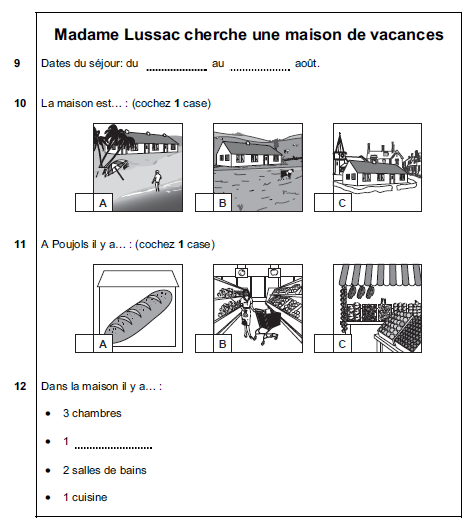 Madame Lussac cherche une maison de vacances
9 Dates du séjour: du .................... au .................... août.
10 La maison est... : (cochez 1 case)
A B C
11 A Poujols il y a... : (cochez 1 case)
A B C
12 Dans la maison il y a... :
• 3 chambres
• 1 ..........................
• 2 salles de bains
• 1 cuisine